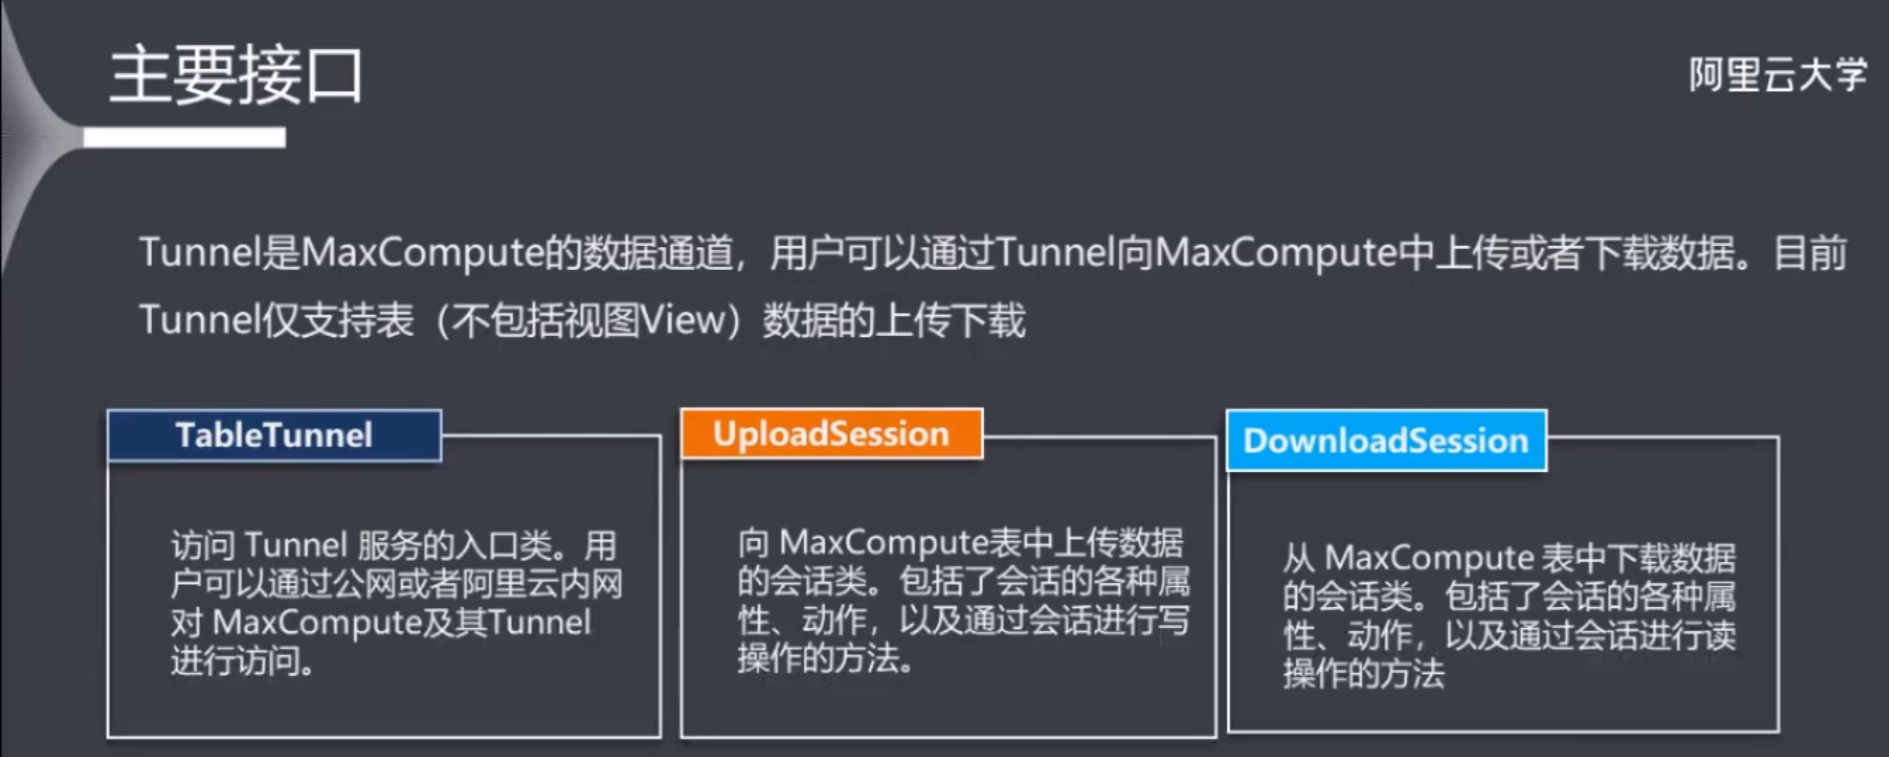 主要接口
阿里云大学
Tunnel是MaxCompute的数据通道，用户可以通过Tunnel向MaxCompute中上传或者下载数据。目前
Tunnel仅支持表（不包括视图View）数据的上传下载
TableTunnel
访问 Tunnel 服务的入口类。用
户可以通过公网或者阿里云内网
对 MaxCompute及其Tunnel
进行访问。
UploadSession
向 MaxCompute表中上传数据
的会话类。包括了会话的各种属
性、动作，以及通过会话进行写
操作的方法。
DownloadSession
从 MaxCompute 表中下载数据
的会话类。包括了会话的各种属
性、动作，以及通过会话进行读
操作的方法